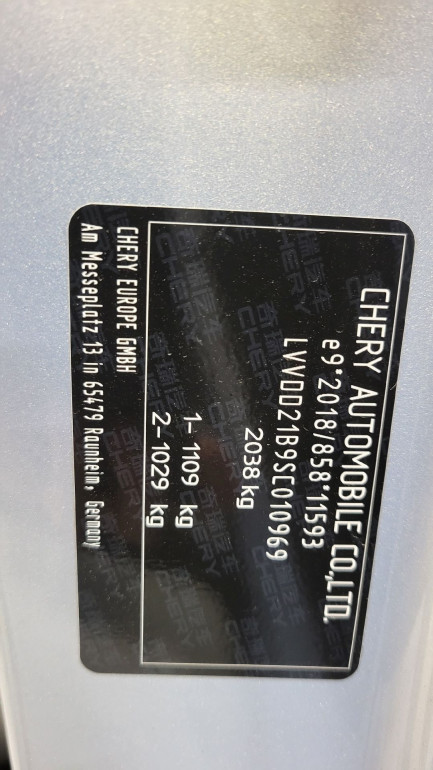 CHERY AUTOMOBILE CO.,LTD.
e9*2018/858*11593
LVVDD21B9SC010969
2038 kg
1- 1109 kg
2- 1029 kg
CHERY EUROPE GMBH
Am Messeplatz 13 in 65479 Raunheim, Germany